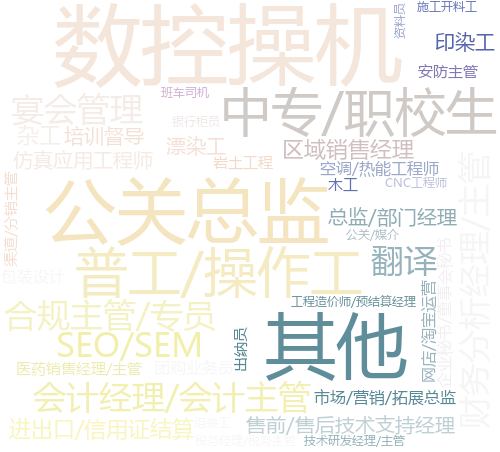 数控操机
资料员
施工开料工
印染工
安防主管
班车司机
宴会管理
中专/职校生
银行柜员
杂工
培训督导
漂染工
区域销售经理
仿真应用工程师
岩土工程
空调/热能工程师
木工
CNC工程师
渠道/分销主管
公关总监
总监/部门经理
公关/媒介
普工/操作工
翻译
财务分析经理/主管
包装设计
工程造价师/预结算经理
合规主管/专员
其他
网店/淘宝运营
SEO/SEM
出纳员
医药销售经理/主管
会计经理/会计主管
市场/营销/拓展总监
进出口/信用证结算
售前/售后技术支持经理
技术研发经理/主管